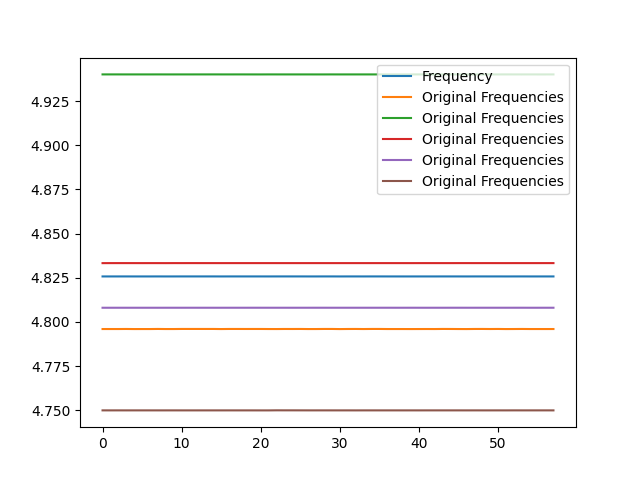 4.925
4.900
4.875
4.850
4.825
4.800
4.775
4.750
0 10 20 30 40 50
Frequency
Original Frequencies
Original Frequencies
Original Frequencies
Original Frequencies
Original Frequencies